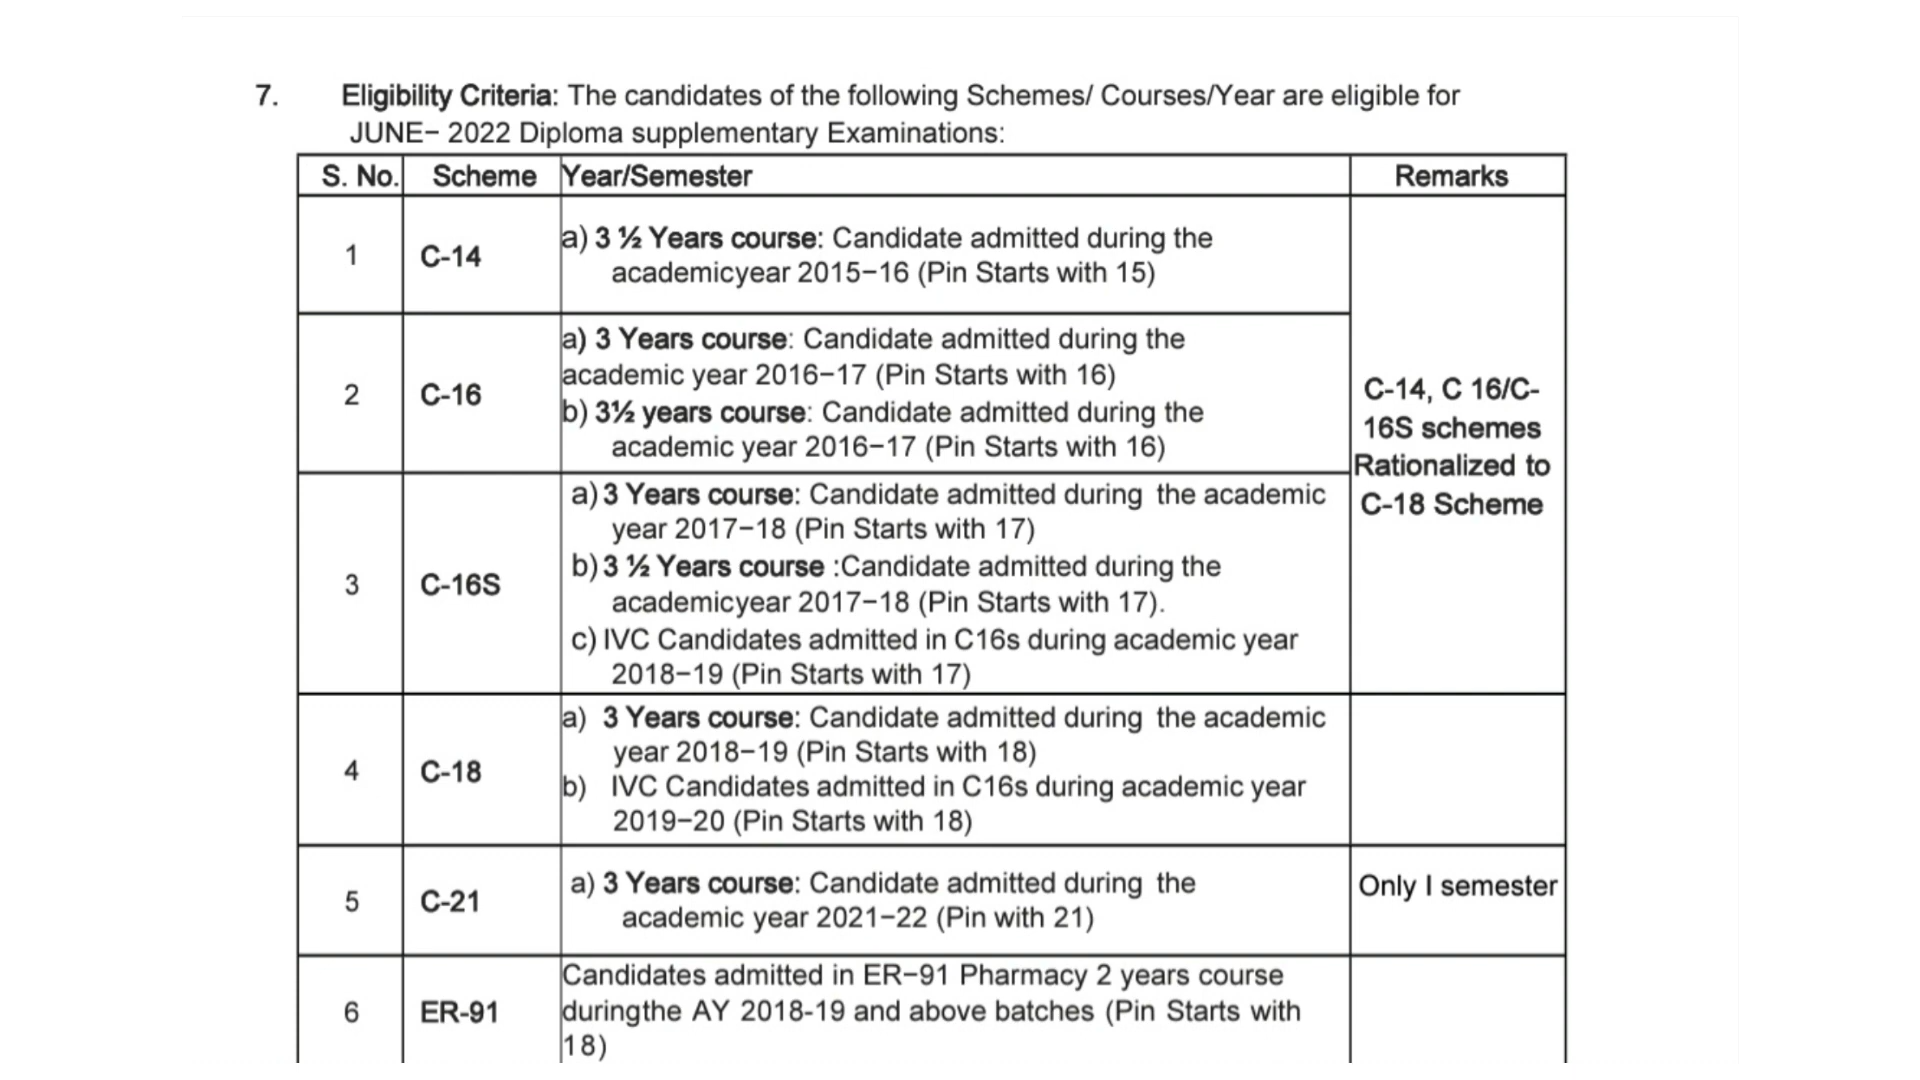 7. Eligibility Criteria: The candidates of the following Schemes/ Courses/Year are eligible for
JUNE– 2022 Diploma supplementary Examinations:
S. No. Scheme Year/Semester Remarks
1 C-14
a) 3 ½ Years course: Candidate admitted during the
academicyear 2015–16 (Pin Starts with 15)
2 C-16
a) 3 Years course: Candidate admitted during the
academic year 2016–17 (Pin Starts with 16)
b) 3½ years course: Candidate admitted during the
academic year 2016–17 (Pin Starts with 16)
3 C-16S
a) 3 Years course: Candidate admitted during the academic
year 2017–18 (Pin Starts with 17)
b) 3 ½ Years course :Candidate admitted during the
academicyear 2017–18 (Pin Starts with 17).
c) IVC Candidates admitted in C16s during academic year
2018–19 (Pin Starts with 17)
C-14, C 16/C-
16S schemes
Rationalized to
C-18 Scheme
4 C-18
a) 3 Years course: Candidate admitted during the academic
year 2018–19 (Pin Starts with 18)
b) IVC Candidates admitted in C16s during academic year
2019–20 (Pin Starts with 18)
5 C-21
a) 3 Years course: Candidate admitted during the
academic year 2021–22 (Pin with 21)
Only I semester
6 ER-91
Candidates admitted in ER–91 Pharmacy 2 years course
duringthe AY 2018-19 and above batches (Pin Starts with
18)